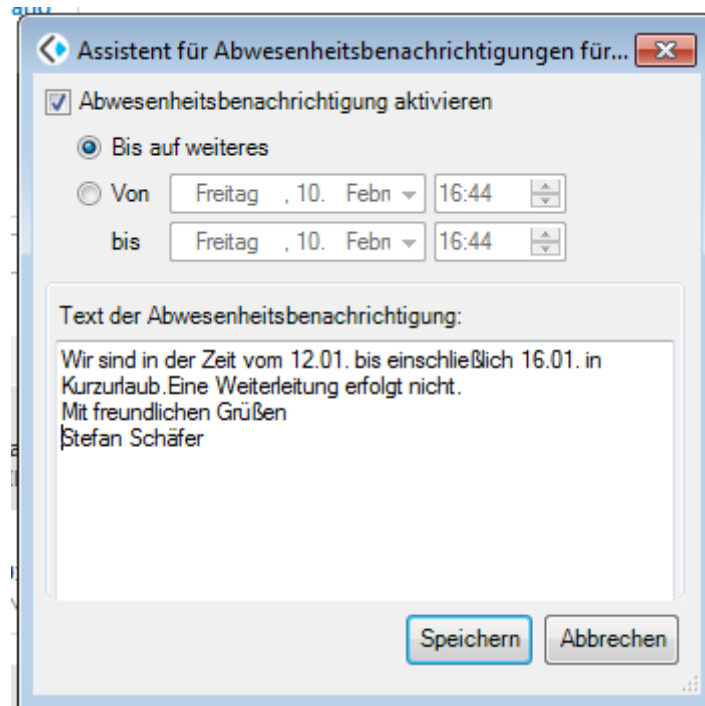 Assistent für Abwesenheitsbenachrichtigungen für...
Abwesenheitsbenachrichtigung aktivieren
Bis auf weiteres
Von Freitag , 10. Febr 16:44
bis Freitag , 10. Febr 16:44
Text der Abwesenheitsbenachrichtigung:
Wir sind in der Zeit vom 12.01. bis einschließlich 16.01. in
Kurzurlaub.Eine Weiterleitung erfolgt nicht.
Mit freundlichen Grüßen
Stefan Schäfer
Speichern Abbrechen